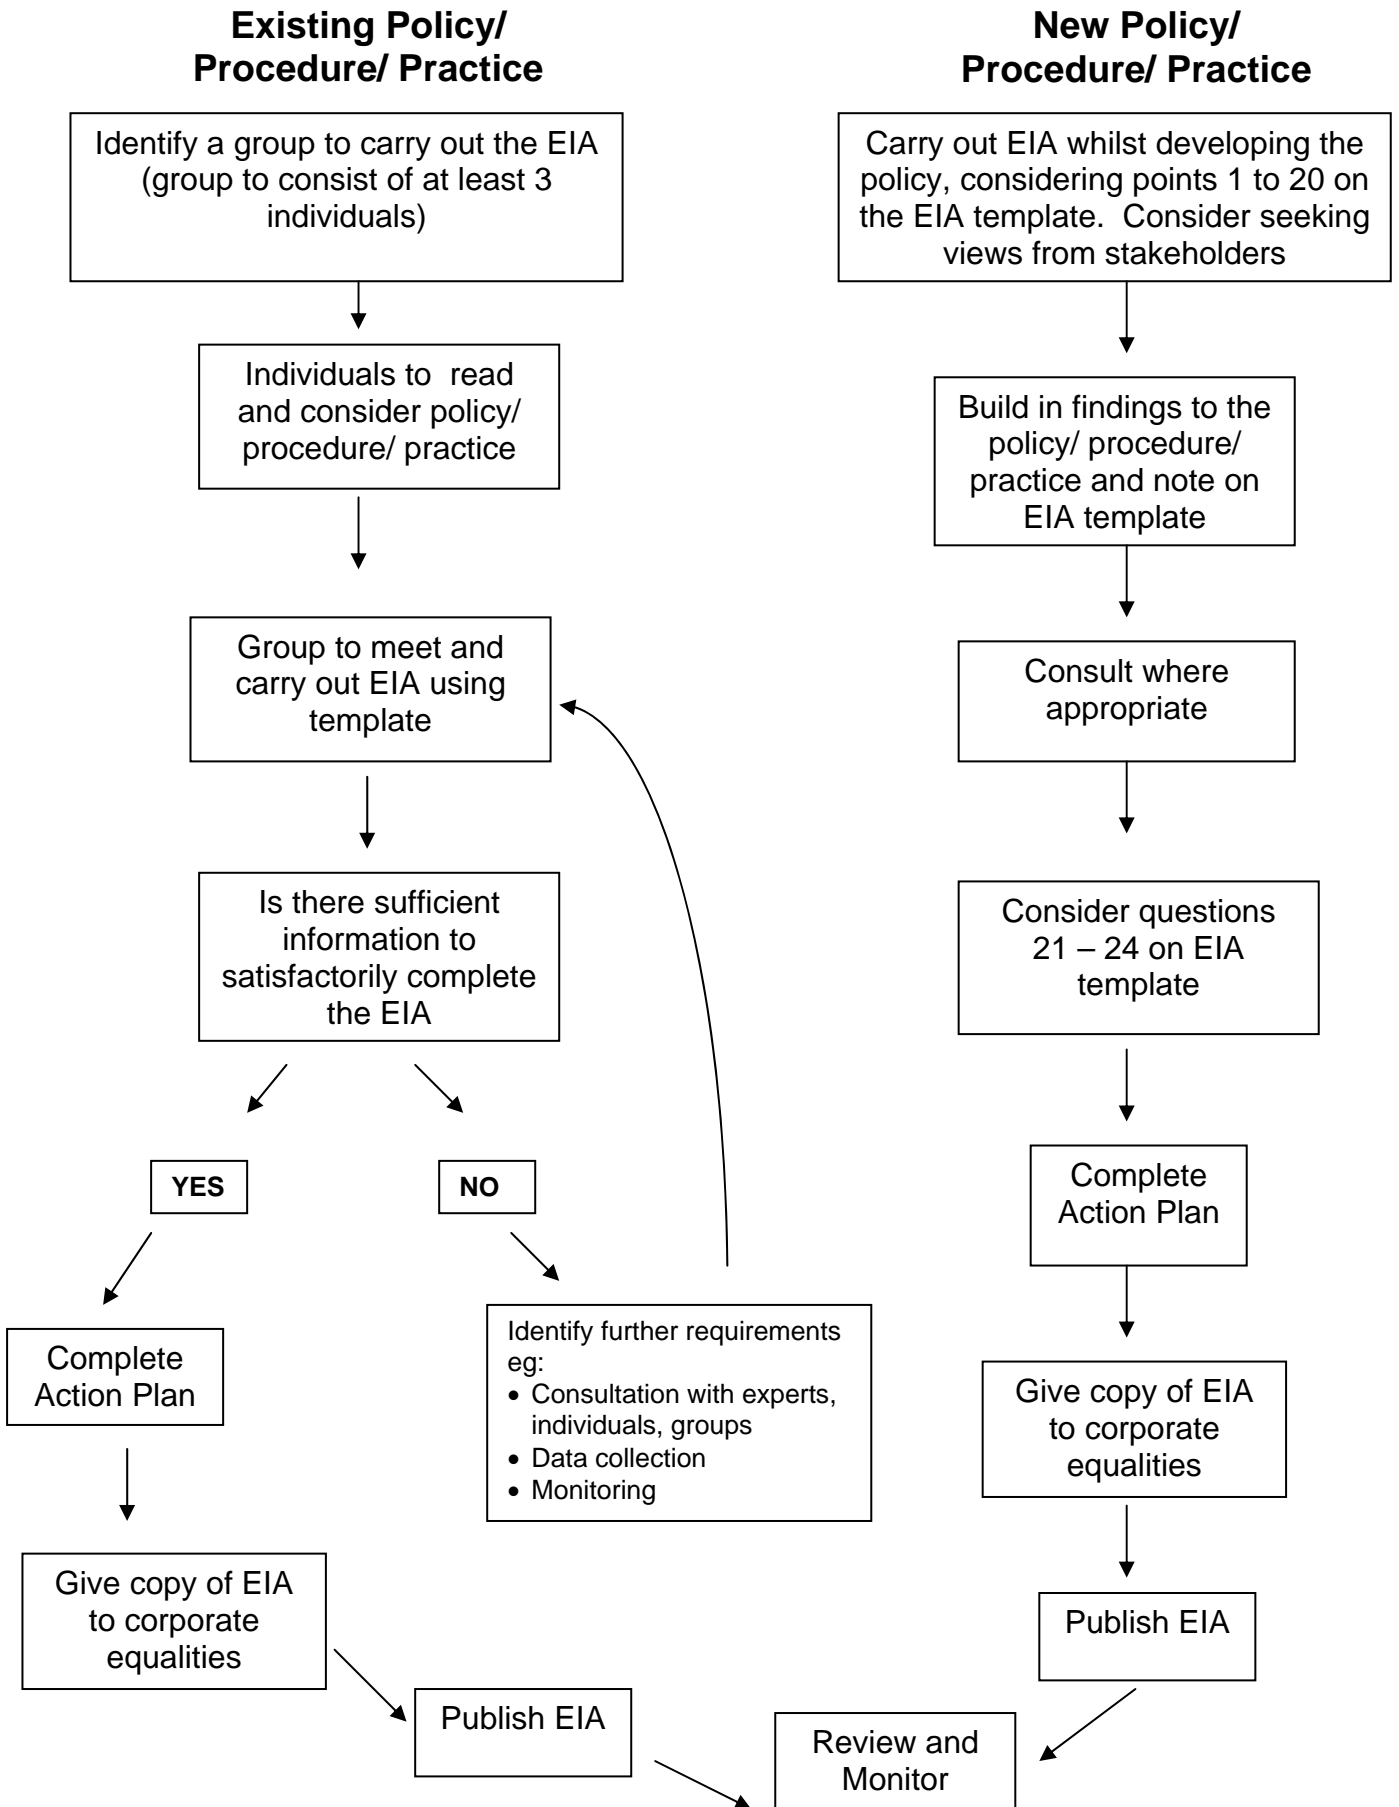 Existing Policy/
Procedure/ Practice
Identify a group to carry out the EIA
(group to consist of at least 3
individuals)
Individuals to  read
and consider policy/
procedure/ practice
Group to meet and
carry out EIA using
template
Is there sufficient
information to
satisfactorily complete
the EIA
YES
NO
Complete
Action Plan
Identify further requirements
eg:
• Consultation with experts,
individuals, groups
• Data collection
• Monitoring
Give copy of EIA
to corporate
equalities
Publish EIA
New Policy/
Procedure/ Practice
Carry out EIA whilst developing the
policy, considering points 1 to 20 on
the EIA template.  Consider seeking
views from stakeholders
Build in findings to the
policy/ procedure/
practice and note on
EIA template
Consult where
appropriate
Consider questions
21 – 24 on EIA
template
Complete
Action Plan
Give copy of EIA
to corporate
equalities
Publish EIA
Review and
Monitor